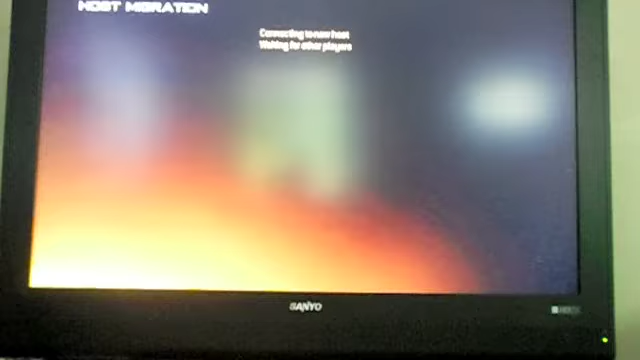 HOST MIGRATION
Connecting to new host
Waiting for other players
SANYO